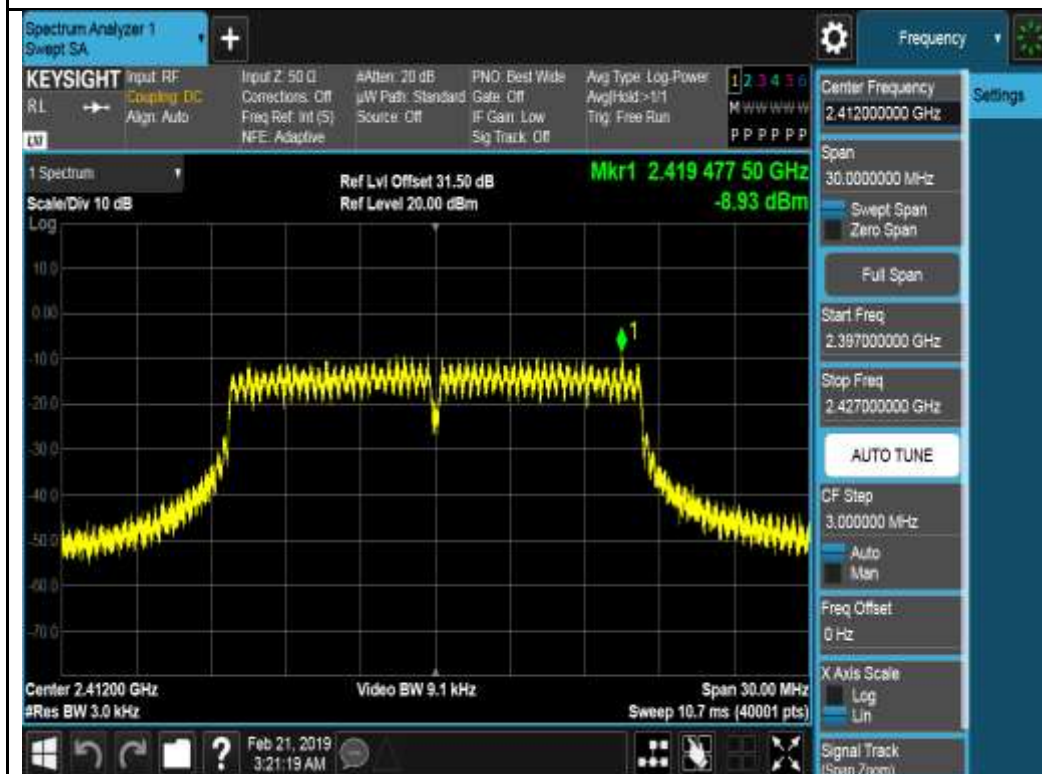 Spectrum Analyzer 1
Swept SA
+
Frequency
KEYSIGHT
RL
Input: RF
Coupling: DC
Align: Auto
Input Z: 50 Ω
Corrections: Off
Freq Ref: Int (S)
NFE: Adaptive
#Atten: 20 dB
µW Path: Standard
Source: Off
PNO: Best Wide
Gate: Off
IF Gain: Low
Sig Track: Off
Avg Type: Log-Power
Avg|Hold:>1/1
Trig: Free Run
1 2 3 4 5 6
M W W W W W
P P P P P P
1 Spectrum
Scale/Div 10 dB
Log
Ref Lvl Offset 31.50 dB
Ref Level 20.00 dBm
Mkr1 2.419 477 50 GHz
-8.93 dBm
10.0
0.00
-10.0
-20.0
-30.0
-40.0
-50.0
-60.0
-70.0
1
Center 2.41200 GHz
#Res BW 3.0 kHz
Video BW 9.1 kHz
Span 30.00 MHz
Sweep 10.7 ms (40001 pts)
?
Feb 21, 2019
3:21:19 AM
Center Frequency
2.412000000 GHz
Settings
Span
30.0000000 MHz
Swept Span
Zero Span
Full Span
Start Freq
2.397000000 GHz
Stop Freq
2.427000000 GHz
AUTO TUNE
CF Step
3.000000 MHz
Auto
Man
Freq Offset
0 Hz
X Axis Scale
Log
Lin
Signal Track
(Span Zoom)